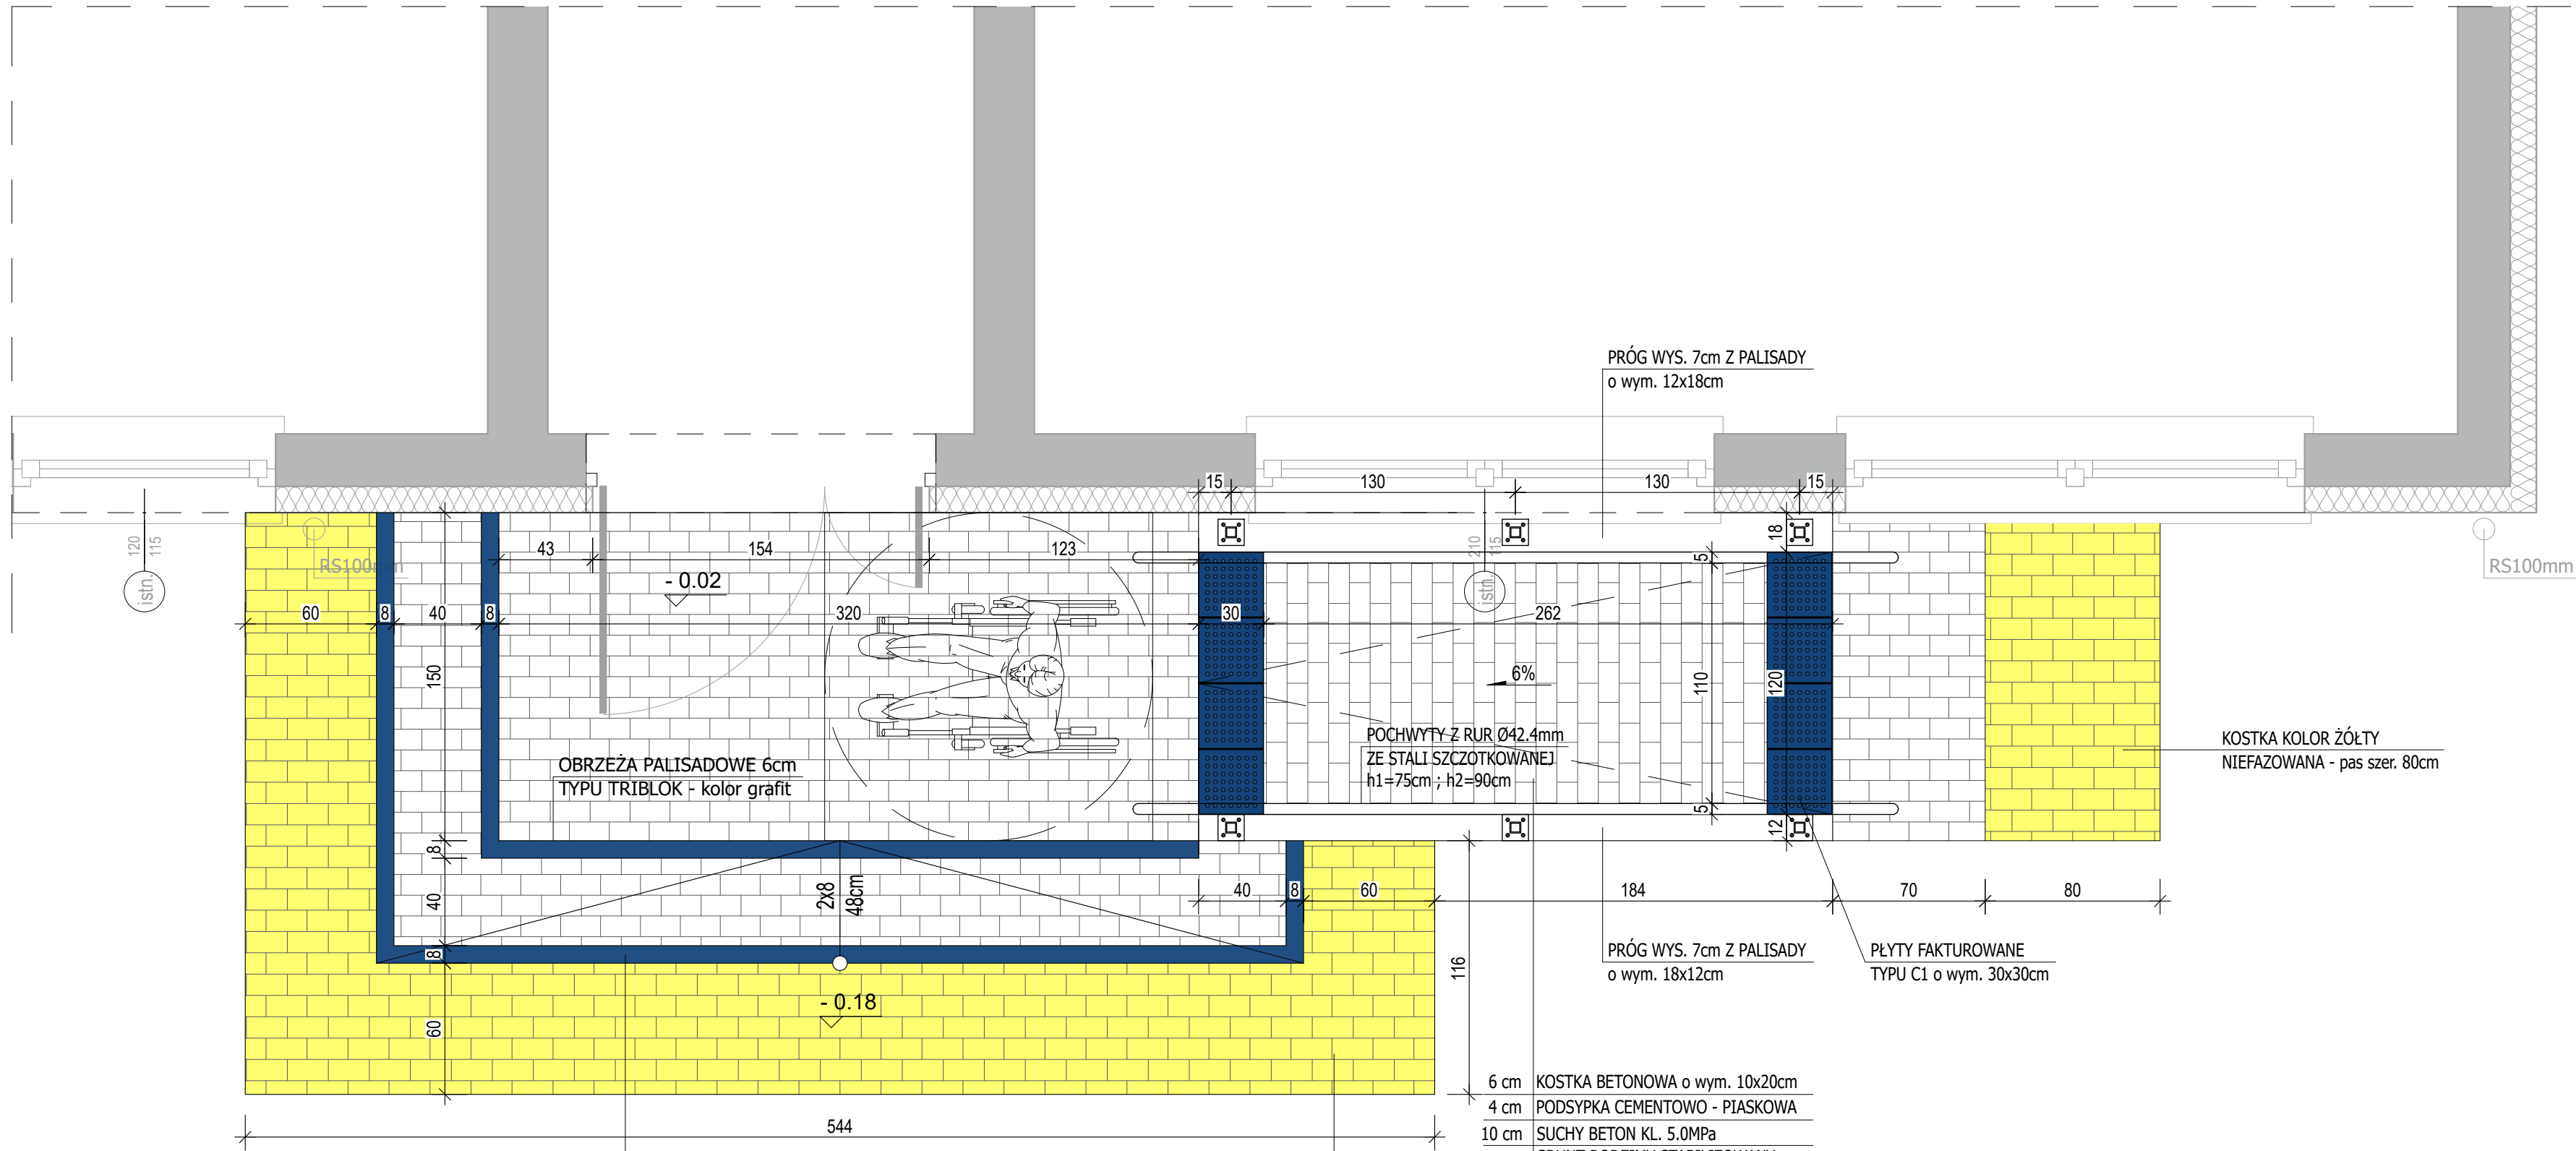 PRÓG WYS. 7cm Z PALISADY
o wym. 12x18cm
15
130
130
15
120
115
istn.
RS100mm
43
154
123
- 0.02
210
115
istn.
18
5
RS100mm
60
8
40
8
320
30
262
150
6%
110
120
OBRZEŻA PALISADOWE 6cm
TYPU TRIBLOK - kolor grafit
POCHWYTY Z RUR Ø42.4mm
ZE STALI SZCZOTKOWANEJ
h1=75cm ; h2=90cm
KOSTKA KOLOR ŻÓŁTY
NIEFAZOWANA - pas szer. 80cm
5
12
8
40
8
60
2x8
48cm
40
8
60
184
70
80
PRÓG WYS. 7cm Z PALISADY
o wym. 18x12cm
PŁYTY FAKTUROWANE
TYPU C1 o wym. 30x30cm
116
- 0.18
6 cm KOSTKA BETONOWA o wym. 10x20cm
4 cm PODSYPKA CEMENTOWO - PIASKOWA
10 cm SUCHY BETON KL. 5.0MPa
544